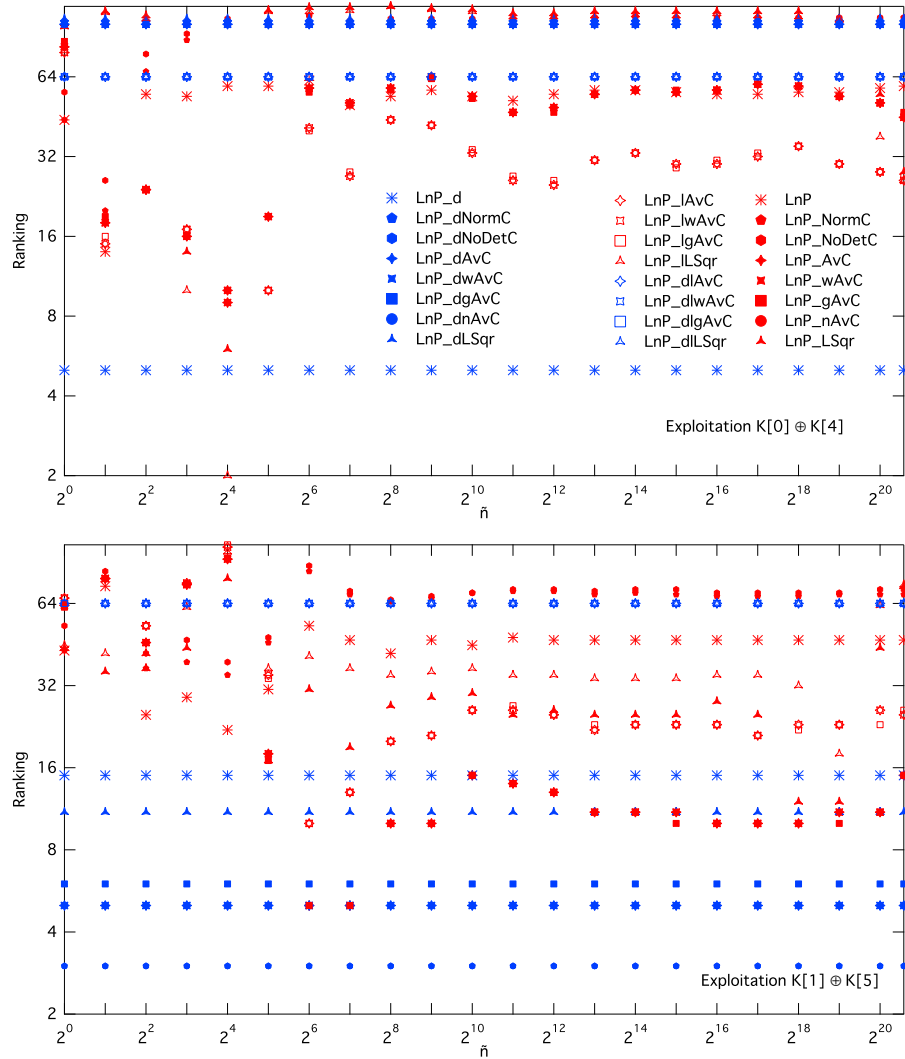 64
32
16
8
4
2
Ranking
LnP_d
LnP_dNormC
LnP_dNoDetC
LnP_dAvC
LnP_dwAvC
LnP_dgAvC
LnP_dnAvC
LnP_dLSqr
LnP_lAvC
LnP_lwAvC
LnP_lgAvC
LnP_lLSqr
LnP_dlAvC
LnP_dlwAvC
LnP_dlgAvC
LnP_dlLSqr
LnP
LnP_NormC
LnP_NoDetC
LnP_AvC
LnP_wAvC
LnP_gAvC
LnP_nAvC
LnP_LSqr
Exploitation K[0] ⊕ K[4]
2^0 2^2 2^4 2^6 2^8 2^10 2^12 2^14 2^16 2^18 2^20
ñ
64
32
16
8
4
2
Ranking
Exploitation K[1] ⊕ K[5]
2^0 2^2 2^4 2^6 2^8 2^10 2^12 2^14 2^16 2^18 2^20
ñ